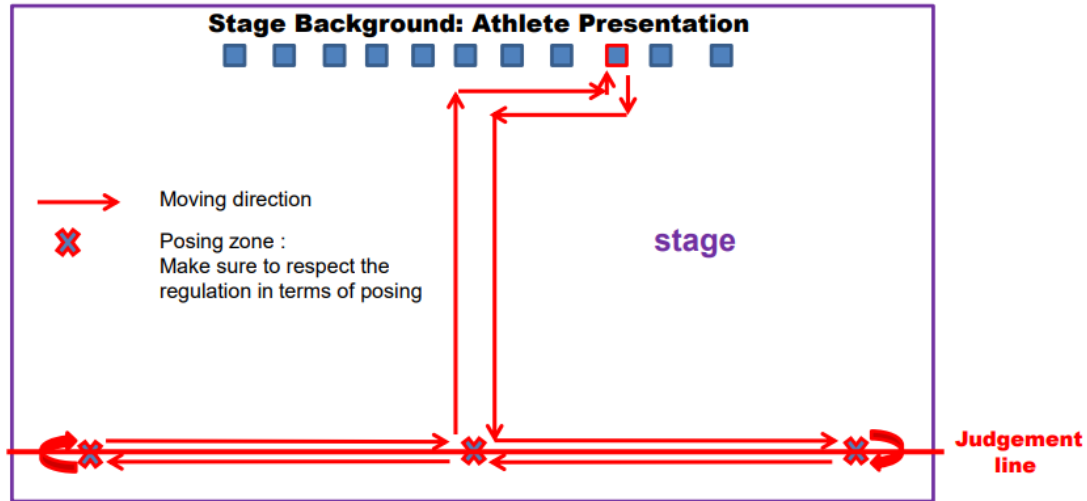 Stage Background: Athlete Presentation
Moving direction
Posing zone :
Make sure to respect the
regulation in terms of posing
stage
Judgement
line